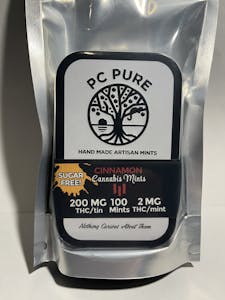 PC PURE
HAND MADE ARTISAN MINTS
SUGAR
FREE!
CINNAMON
Cannabis Mints
200 MG 100 2 MG
THC/tin Mints THC/mint
Nothing Curious About Them